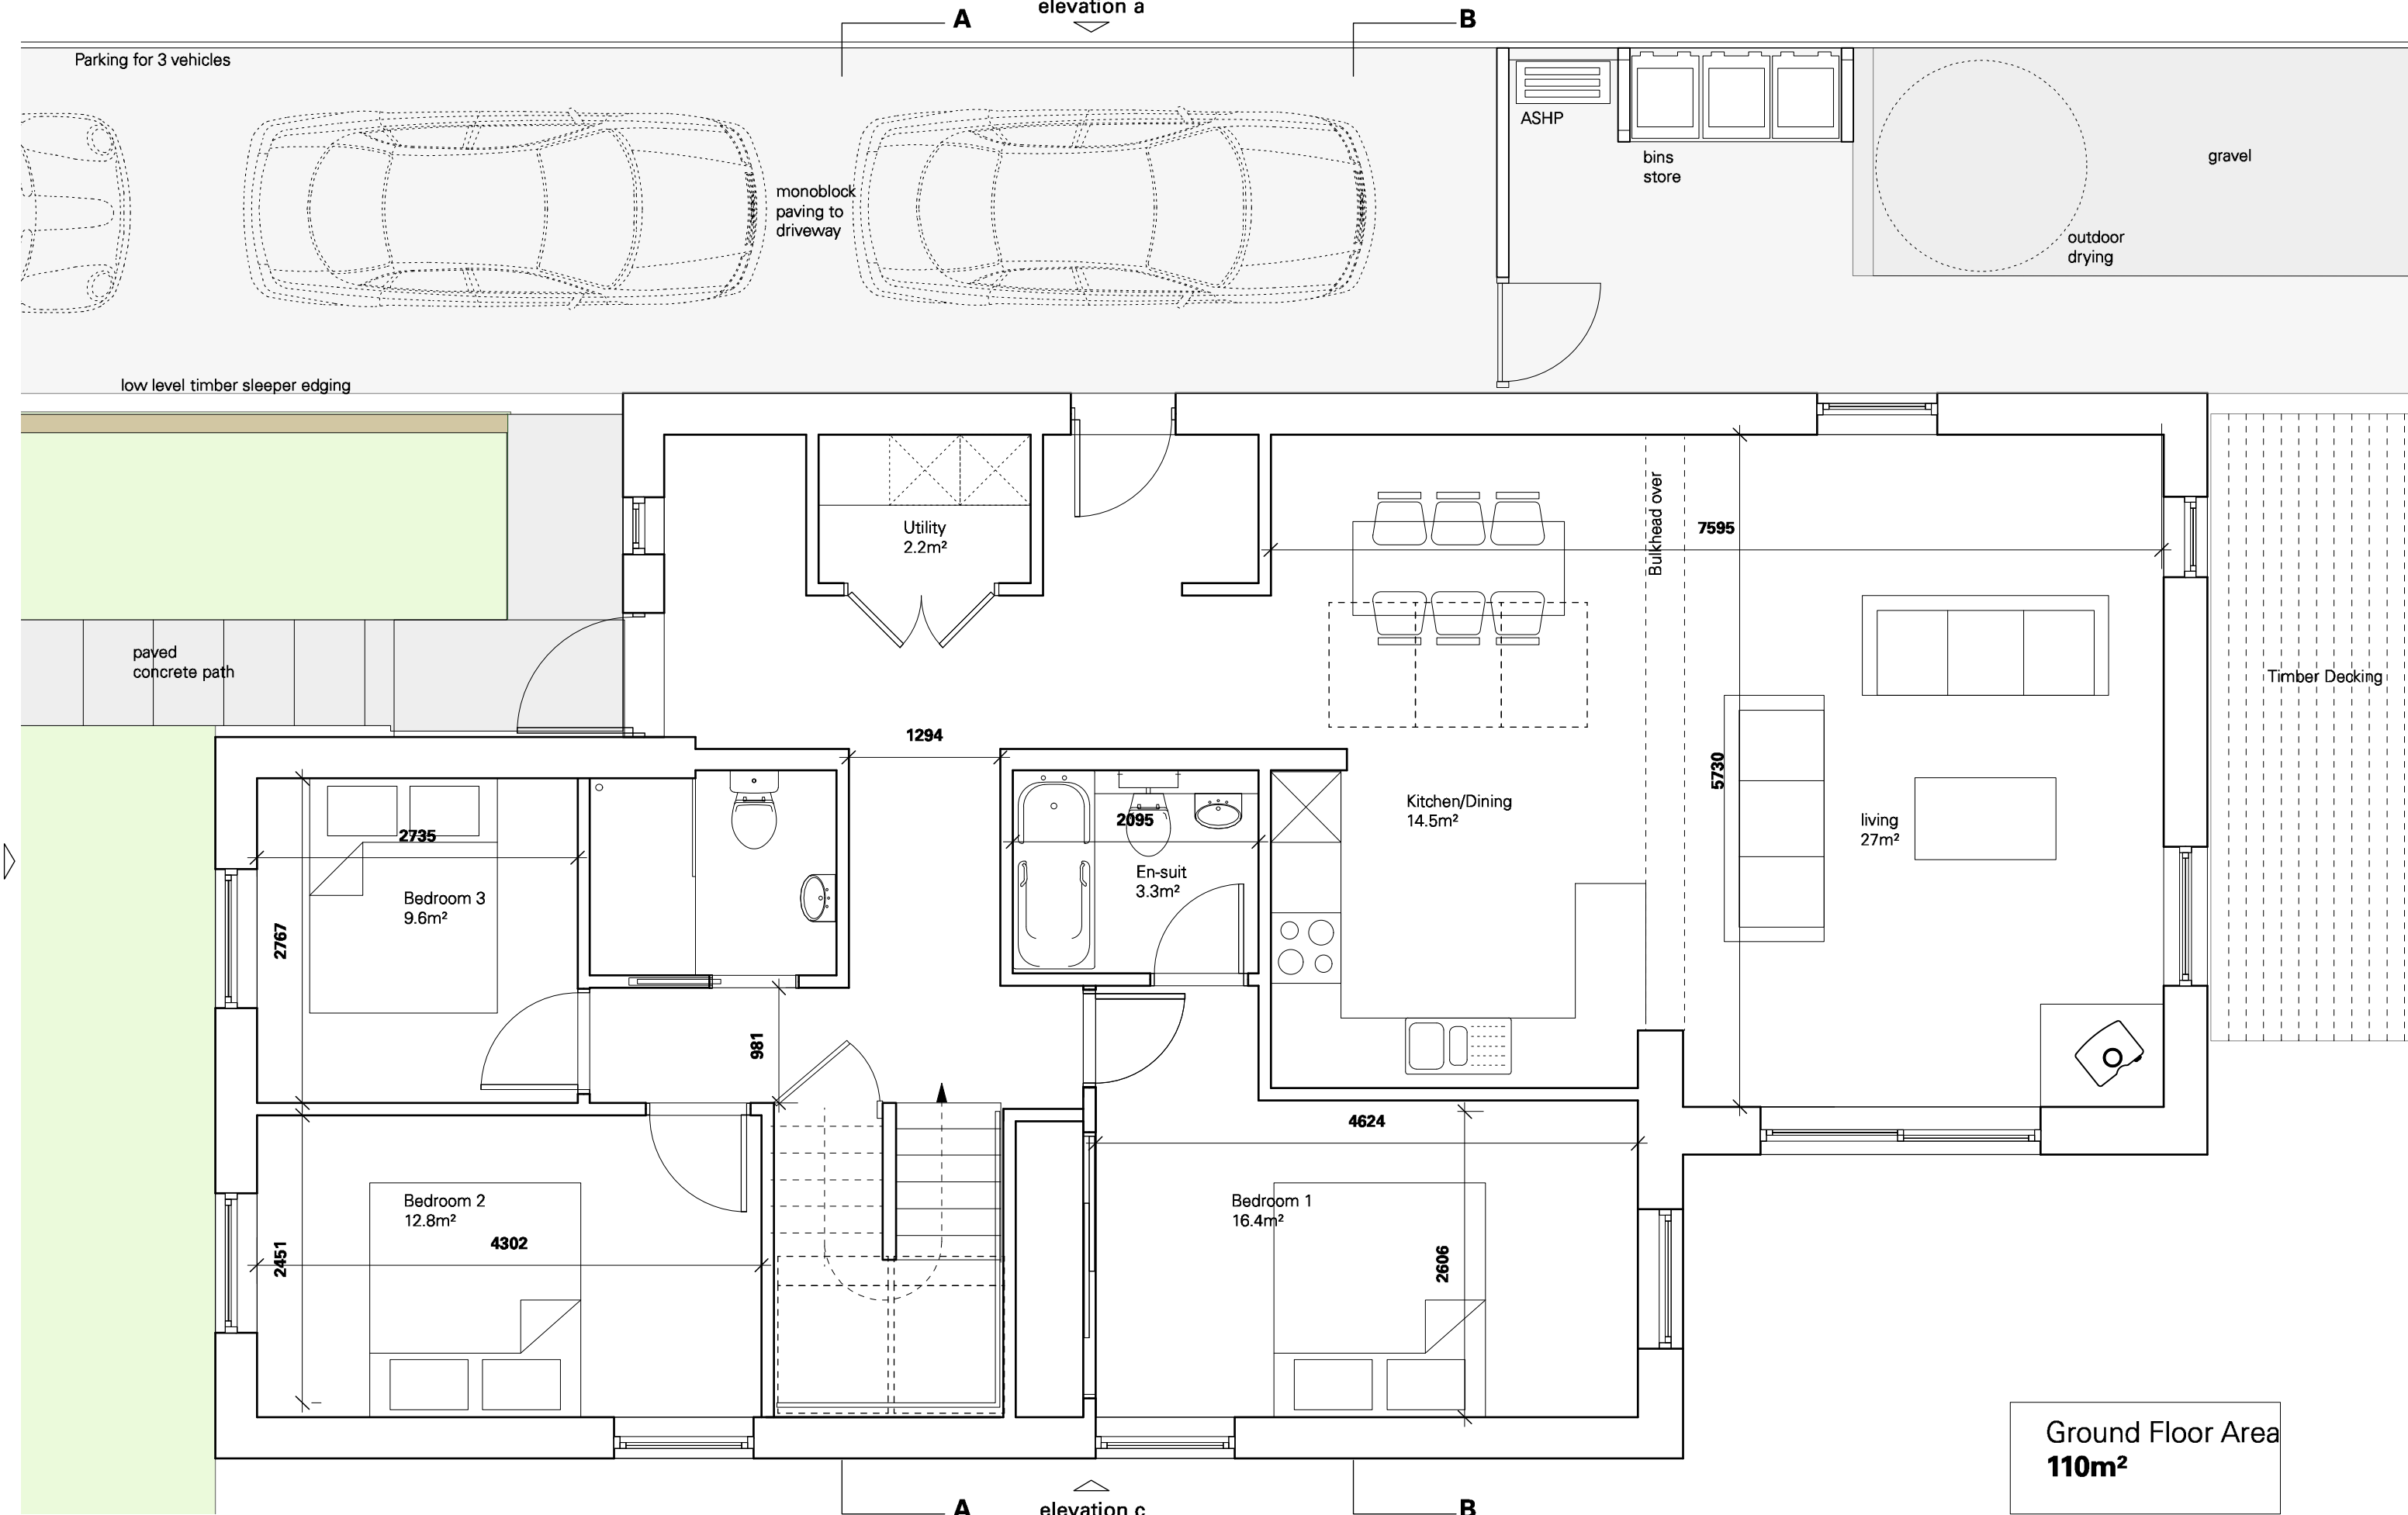 elevation a
A
B
Parking for 3 vehicles
ASHP
bins
store
gravel
monoblock
paving to
driveway
outdoor
drying
low level timber sleeper edging
Utility
2.2m²
Bulkhead over
7595
paved
concrete path
Timber Decking
1294
5730
Kitchen/Dining
14.5m²
living
27m²
2735
2095
En-suit
3.3m²
Bedroom 3
9.6m²
2767
981
4624
Bedroom 2
12.8m²
Bedroom 1
16.4m²
4302
2451
2606
Ground Floor Area
110m²
A
elevation c
B